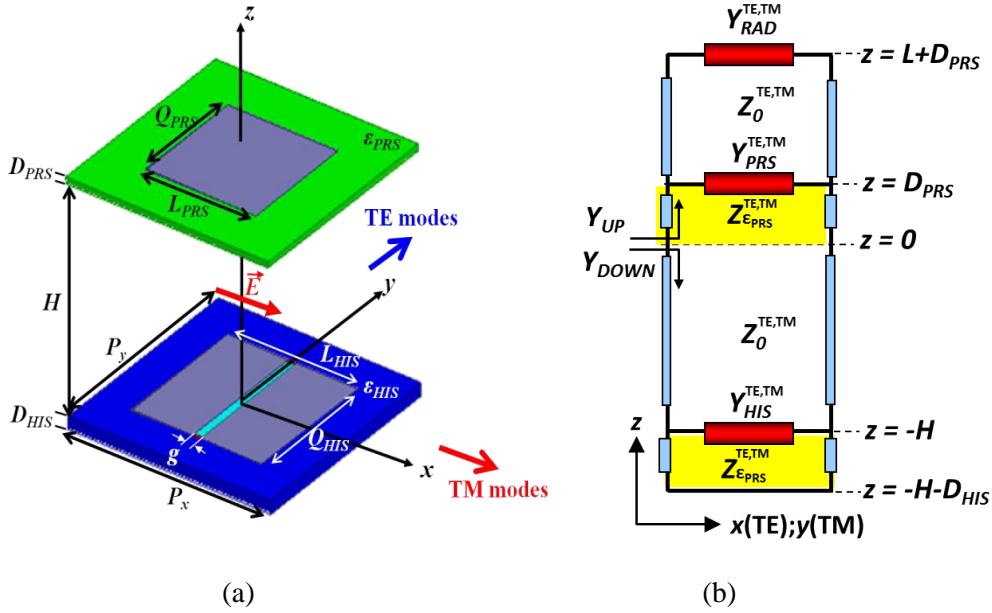 z
Q_PRS
ε_PRS
D_PRS
L_PRS
TE modes
E
y
H
P_y
L_HIS
ε_HIS
D_HIS
Q_HIS
g
x
P_x
TM modes
(a)
Y_RAD^TE,TM
z = L+D_PRS
Z_0^TE,TM
Y_PRS^TE,TM
z = D_PRS
Z_ε_PRS^TE,TM
Y_UP
z = 0
Y_DOWN
Z_0^TE,TM
Y_HIS^TE,TM
z
z = -H
Z_ε_PRS^TE,TM
z = -H-D_HIS
x(TE);y(TM)
(b)